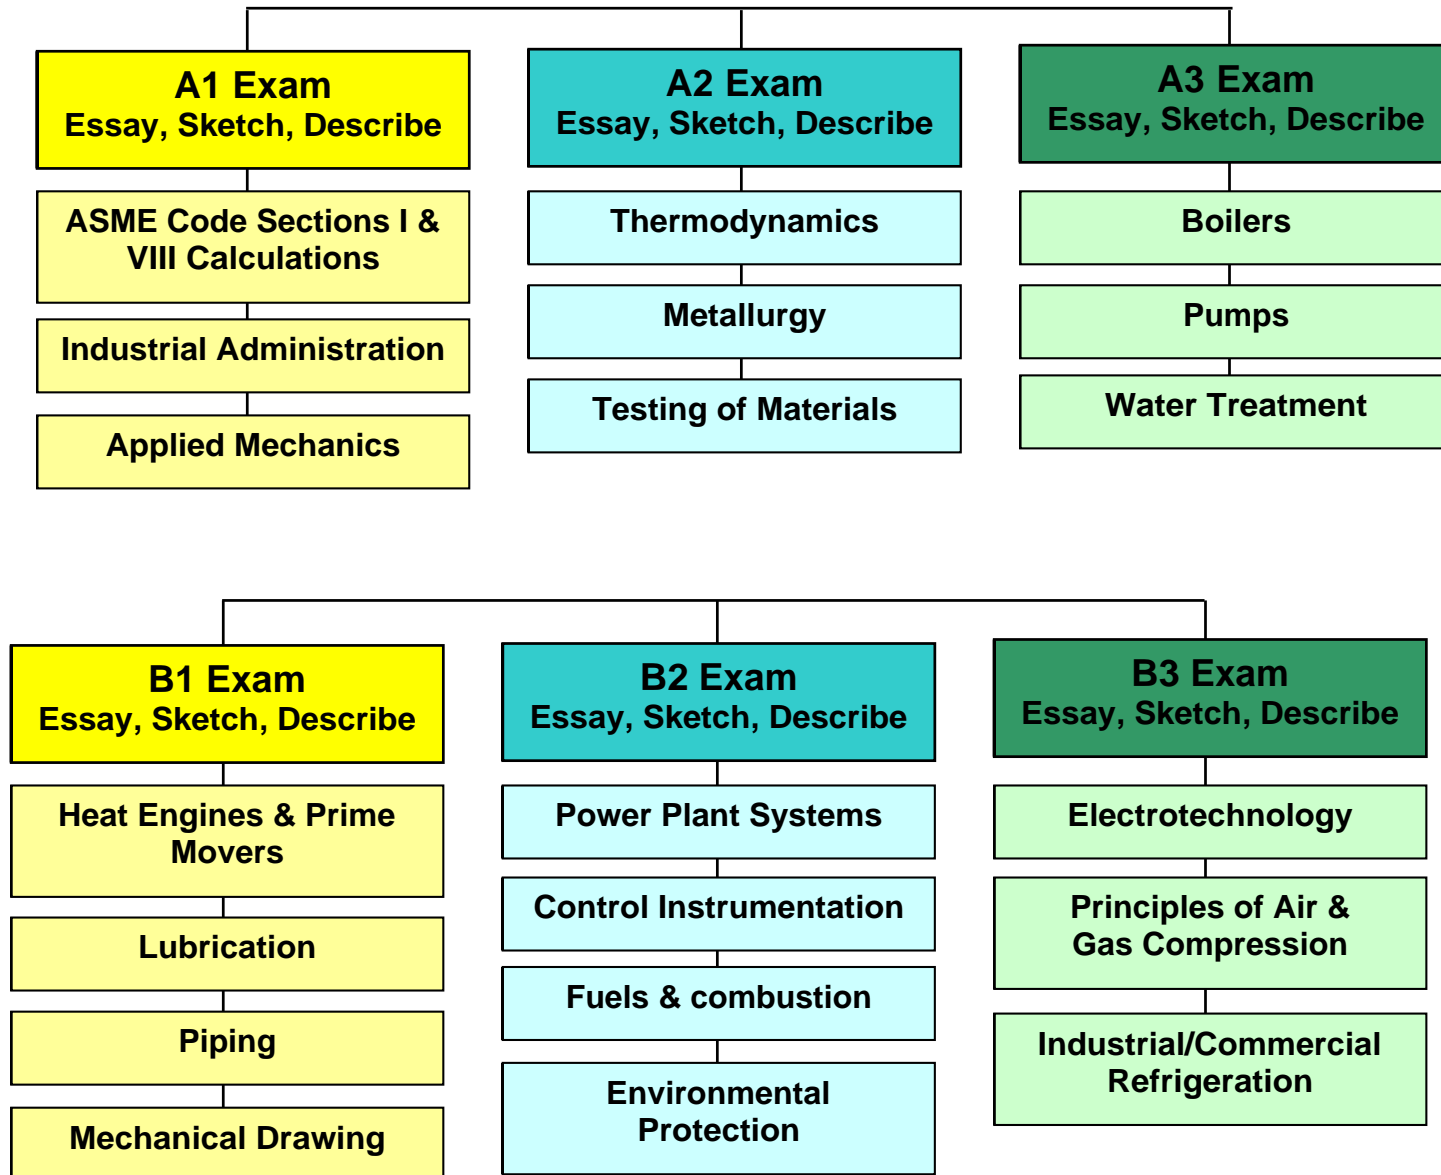 A1 Exam
Essay, Sketch, Describe
ASME Code Sections I &
VIII Calculations
Industrial Administration
Applied Mechanics
A2 Exam
Essay, Sketch, Describe
Thermodynamics
Metallurgy
Testing of Materials
A3 Exam
Essay, Sketch, Describe
Boilers
Pumps
Water Treatment
B1 Exam
Essay, Sketch, Describe
Heat Engines & Prime
Movers
Lubrication
Piping
Mechanical Drawing
B2 Exam
Essay, Sketch, Describe
Power Plant Systems
Control Instrumentation
Fuels & combustion
Environmental
Protection
B3 Exam
Essay, Sketch, Describe
Electrotechnology
Principles of Air &
Gas Compression
Industrial/Commercial
Refrigeration